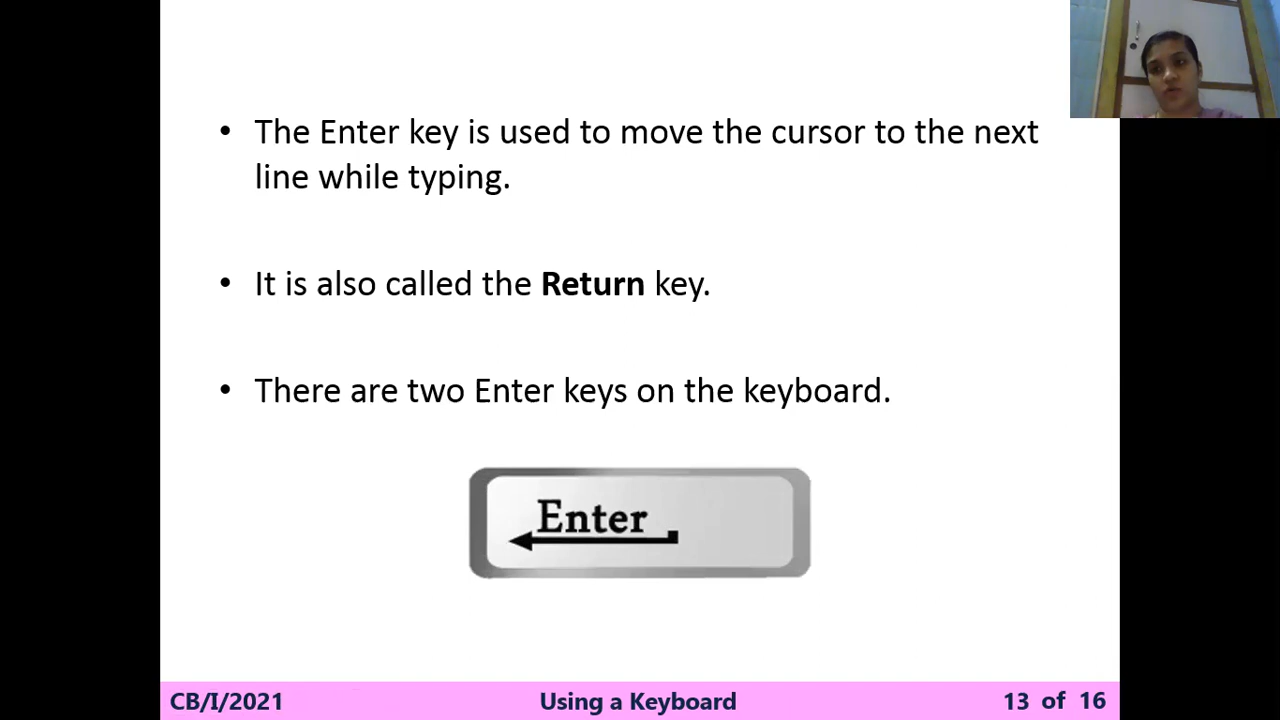 • The Enter key is used to move the cursor to the next
line while typing.
• It is also called the Return key.
• There are two Enter keys on the keyboard.
Enter
CB/I/2021 Using a Keyboard 13 of 16